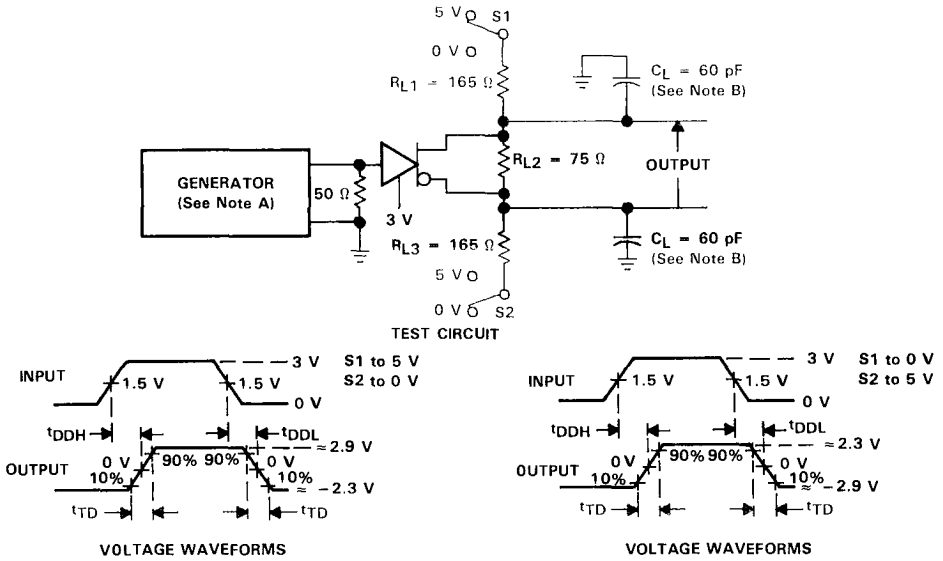 5 V S1
0 V
RL1 = 165 Ω
CL = 60 pF
(See Note B)
GENERATOR
(See Note A)
50 Ω
3 V
RL2 = 75 Ω
OUTPUT
RL3 = 165 Ω
CL = 60 pF
(See Note B)
5 V
0 V S2
TEST CIRCUIT
INPUT
3 V
1.5 V
1.5 V
0 V
S1 to 5 V
S2 to 0 V
tDDH
tDDL
OUTPUT
≈2.9 V
0 V
90% 90%
0 V
10%
10%
≈ −2.3 V
tTD
tTD
VOLTAGE WAVEFORMS
INPUT
3 V
1.5 V
1.5 V
0 V
S1 to 0 V
S2 to 5 V
tDDH
tDDL
OUTPUT
≈2.3 V
0 V
90% 90%
0 V
10%
10%
≈ −2.9 V
tTD
tTD
VOLTAGE WAVEFORMS